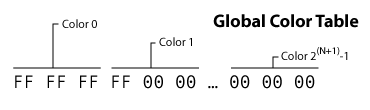 Global Color Table
Color 0
Color 1
Color 2^(N+1)-1
FF FF FF FF 00 00 … 00 00 00